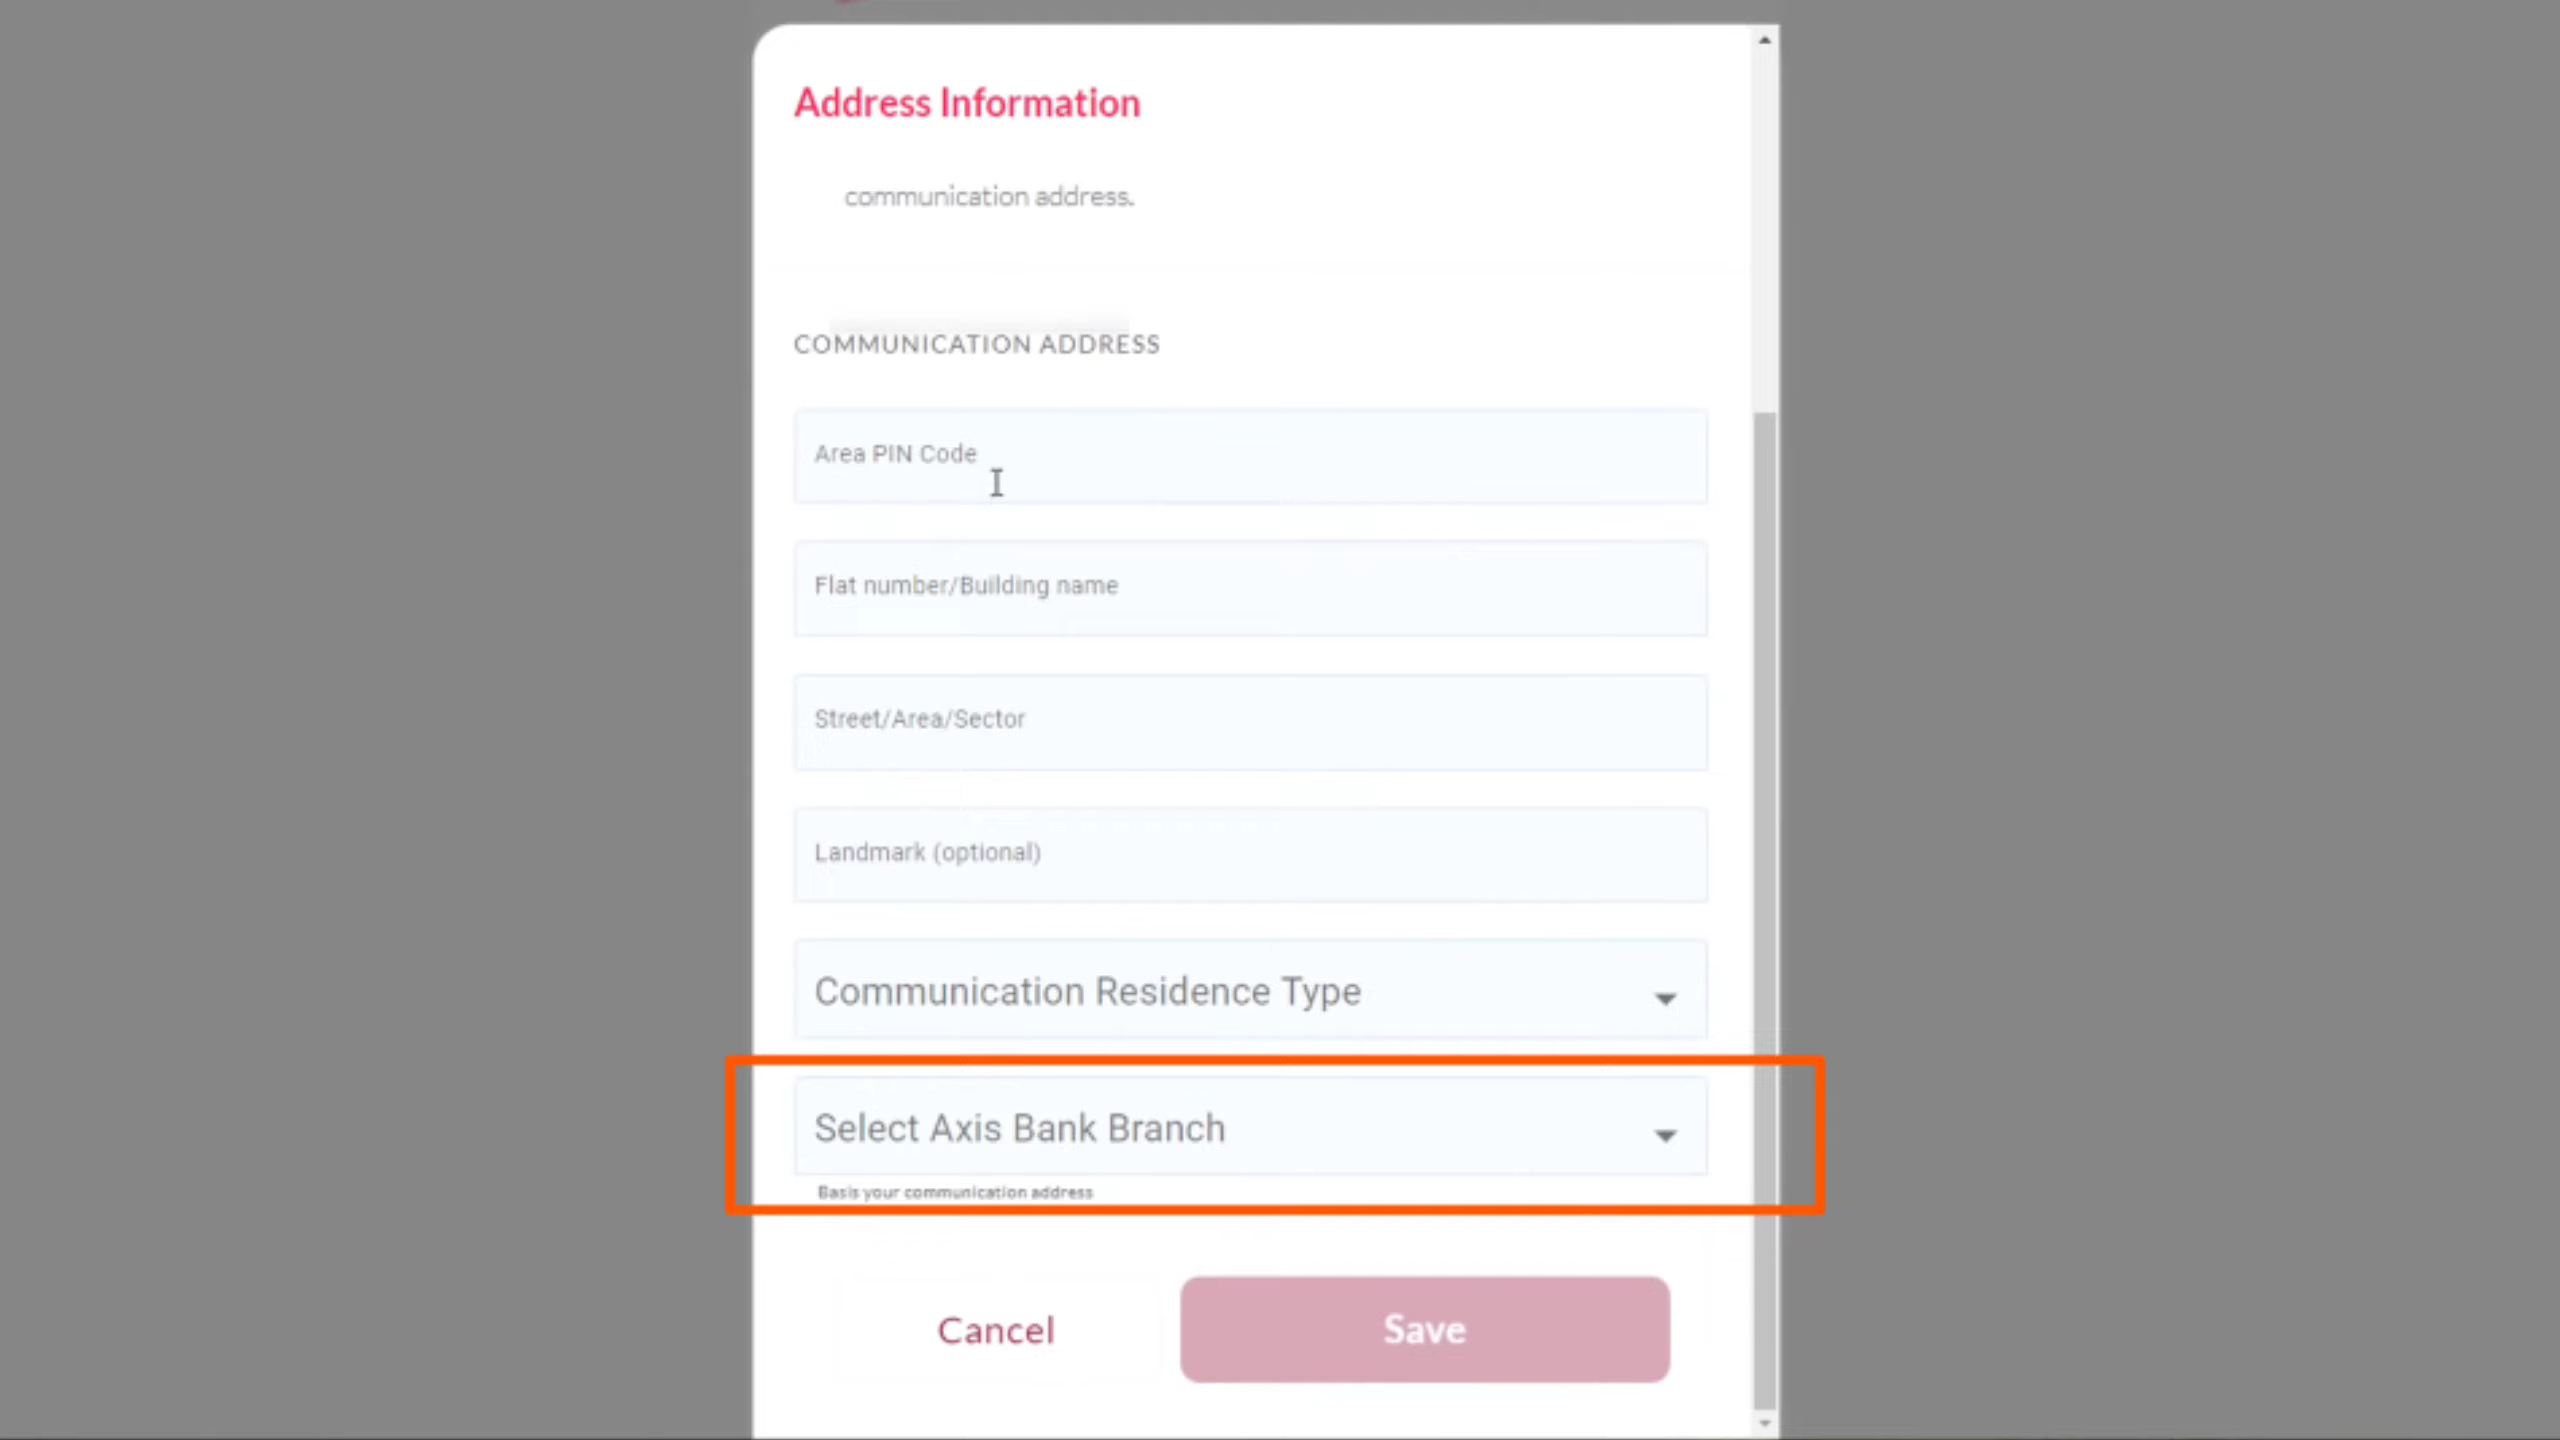 Address Information
communication address.
COMMUNICATION ADDRESS
Area PIN Code
Flat number/Building name
Street/Area/Sector
Landmark (optional)
Communication Residence Type
Select Axis Bank Branch
Basis your communication address
Cancel
Save